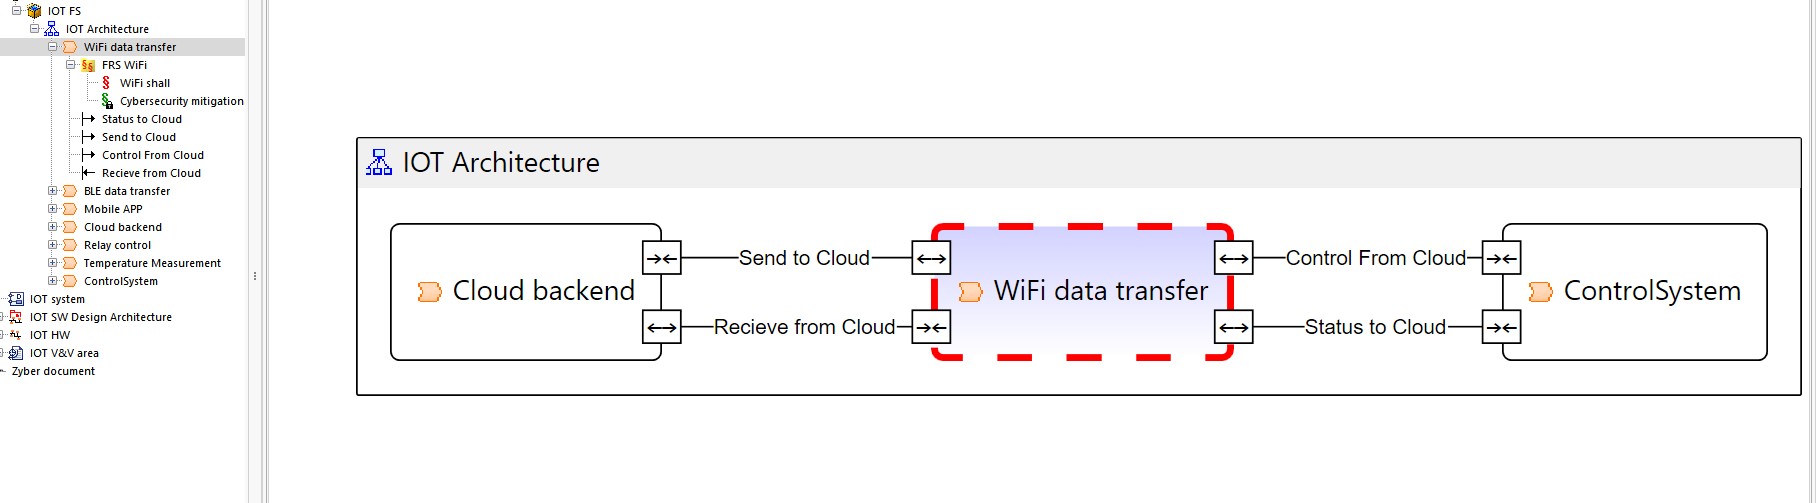 IOT FS
IOT Architecture
WiFi data transfer
FRS WiFi
WiFi shall
Cybersecurity mitigation
Status to Cloud
Send to Cloud
Control From Cloud
Recieve from Cloud
BLE data transfer
Mobile APP
Cloud backend
Relay control
Temperature Measurement
ControlSystem
IOT system
IOT SW Design Architecture
IOT HW
IOT V&V area
Zyber document
IOT Architecture
Cloud backend
Send to Cloud
Recieve from Cloud
WiFi data transfer
Control From Cloud
Status to Cloud
ControlSystem